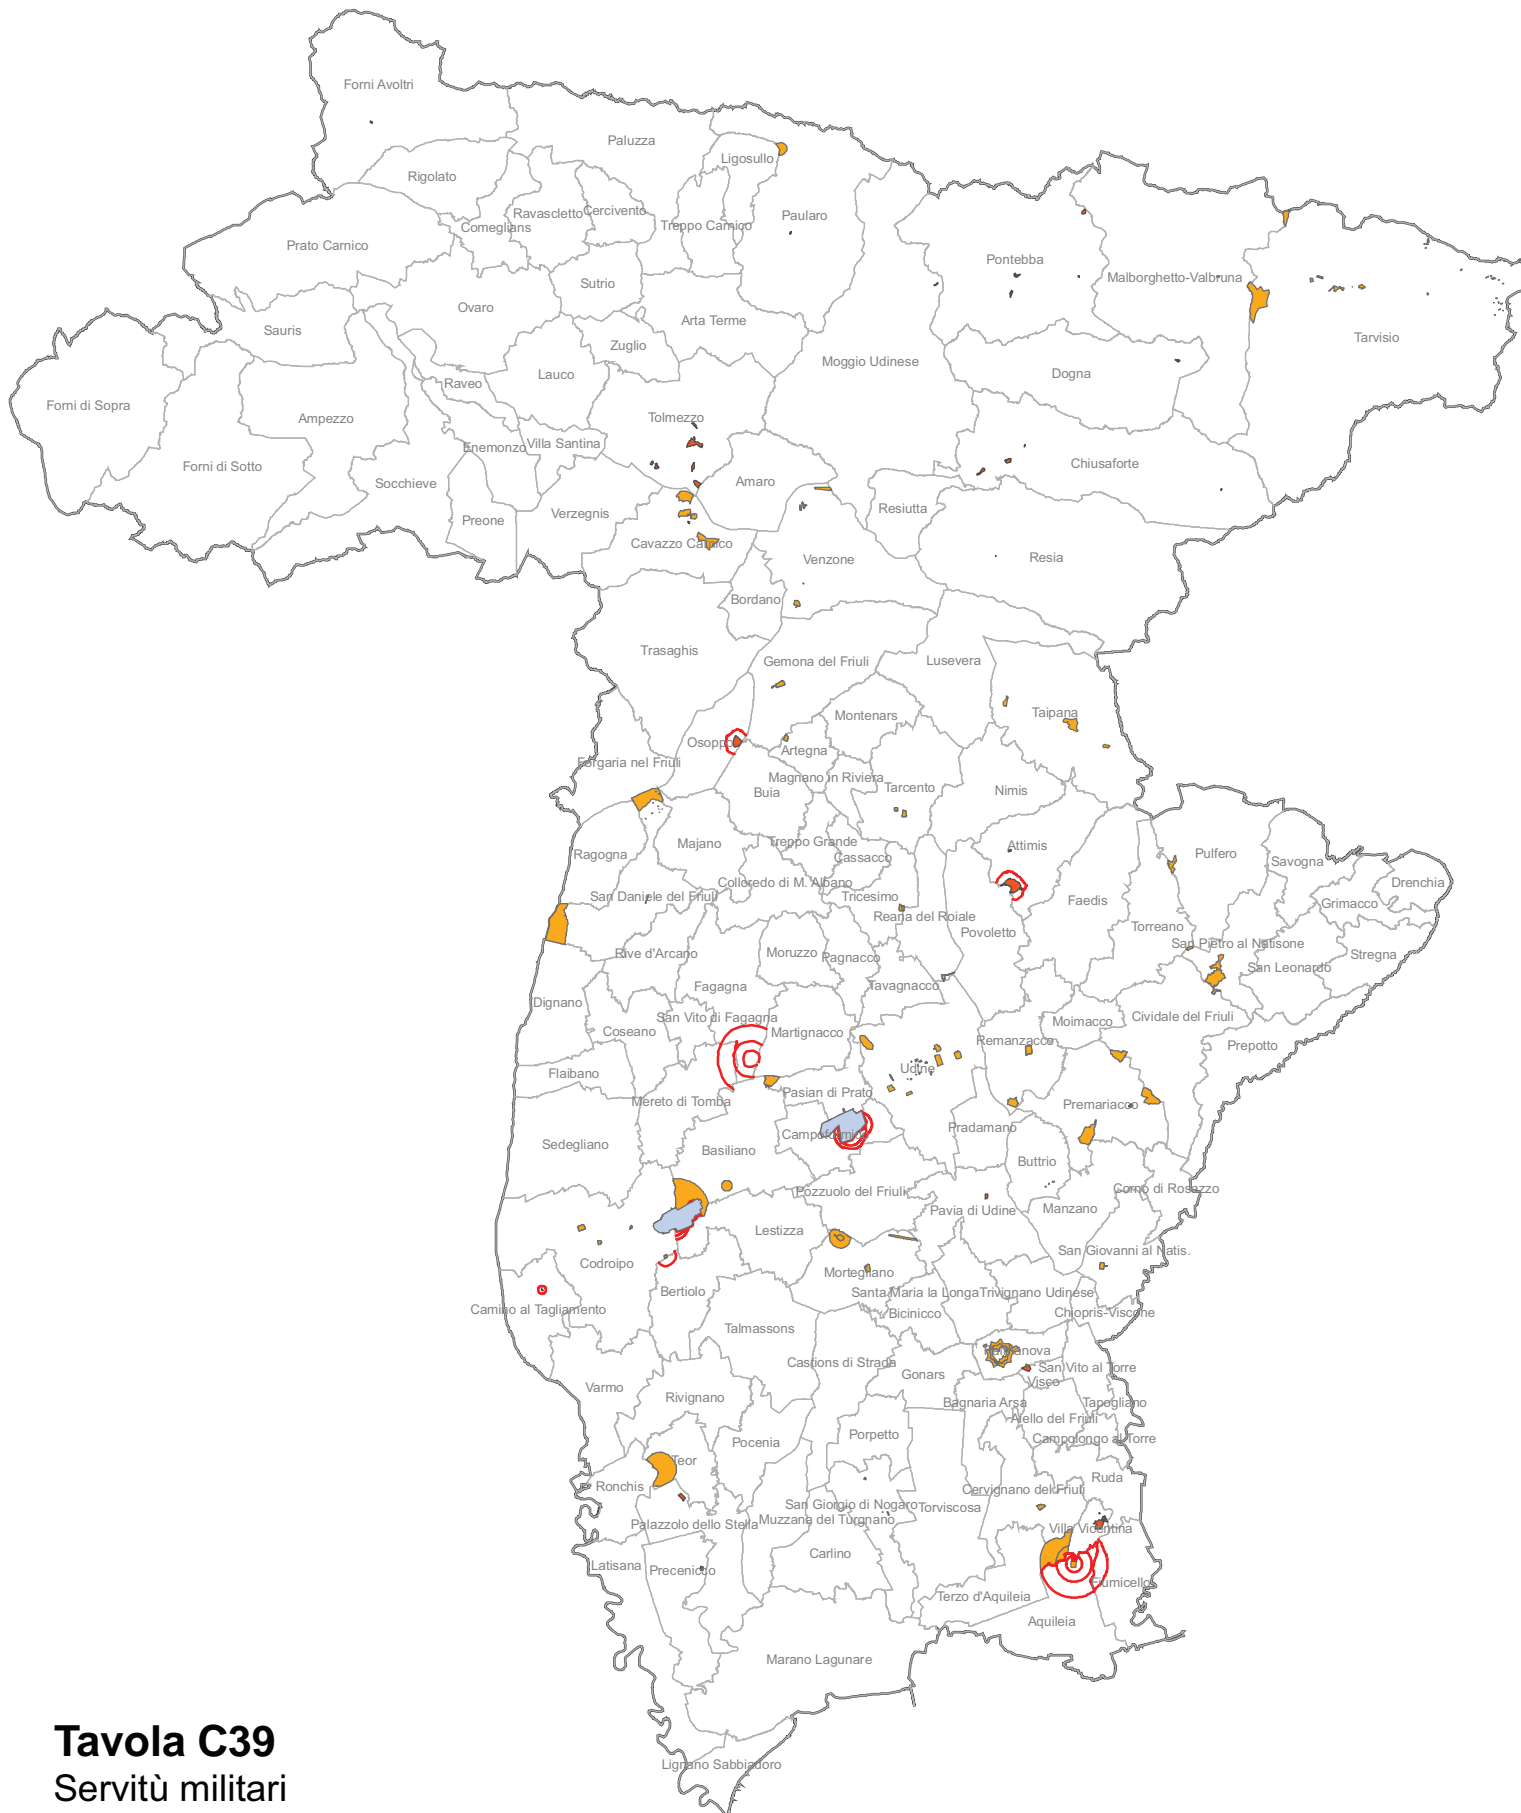 Forni Avoltri
Paluzza
Ligosullo
Rigolato
Ravascletto
Cercivento
Treppo Carnico
Paularo
Comeglians
Prato Carnico
Pontebba
Malborghetto-Valbruna
Sutrio
Ovaro
Arta Terme
Sauris
Tarvisio
Zuglio
Moggio Udinese
Lauco
Dogna
Raveo
Forni di Sopra
Ampezzo
Tolmezzo
Enemonzo
Villa Santina
Chiusaforte
Forni di Sotto
Socchieve
Amaro
Resiutta
Verzegnis
Preone
Cavazzo Carnico
Venzone
Resia
Bordano
Trasaghis
Gemona del Friuli
Lusevera
Taipana
Montenars
Osoppo
Artegna
Forgaria nel Friuli
Magnano in Riviera
Buia
Tarcento
Nimis
Treppo Grande
Majano
Attimis
Ragogna
Cassacco
Pulfero
Savogna
Colloredo di M. Albano
Drenchia
San Daniele del Friuli
Tricesimo
Faedis
Grimacco
Reana del Roiale
Torreano
Povoletto
San Pietro al Natisone
Rive d'Arcano
Moruzzo
Pagnacco
Stregna
San Leonardo
Fagagna
Tavagnacco
Dignano
San Vito di Fagagna
Cividale del Friuli
Moimacco
Coseano
Martignacco
Remanzacco
Prepotto
Udine
Flaibano
Pasian di Prato
Mereto di Tomba
Premariacco
Pradamano
Campoformido
Sedegliano
Basiliano
Buttrio
Corno di Rosazzo
Pozzuolo del Friuli
Manzano
Pavia di Udine
Lestizza
San Giovanni al Natis.
Codroipo
Mortegliano
Bertiolo
Santa Maria la Longa
Trivignano Udinese
Camino al Tagliamento
Bicinicco
Chiopris-Viscone
Talmassons
Palmanova
Castions di Strada
San Vito al Torre
Gonars
Visco
Varmo
Rivignano
Bagnaria Arsa
Tapogliano
Aiello del Friuli
Porpetto
Campolongo al Torre
Pocenia
Teor
Ruda
Ronchis
Cervignano del Friuli
San Giorgio di Nogaro
Torviscosa
Muzzana del Turgnano
Palazzolo dello Stella
Villa Vicentina
Carlino
Latisana
Precenicco
Fiumicello
Terzo d'Aquileia
Aquileia
Marano Lagunare
Lignano Sabbiadoro
Tavola C39
Servitù militari